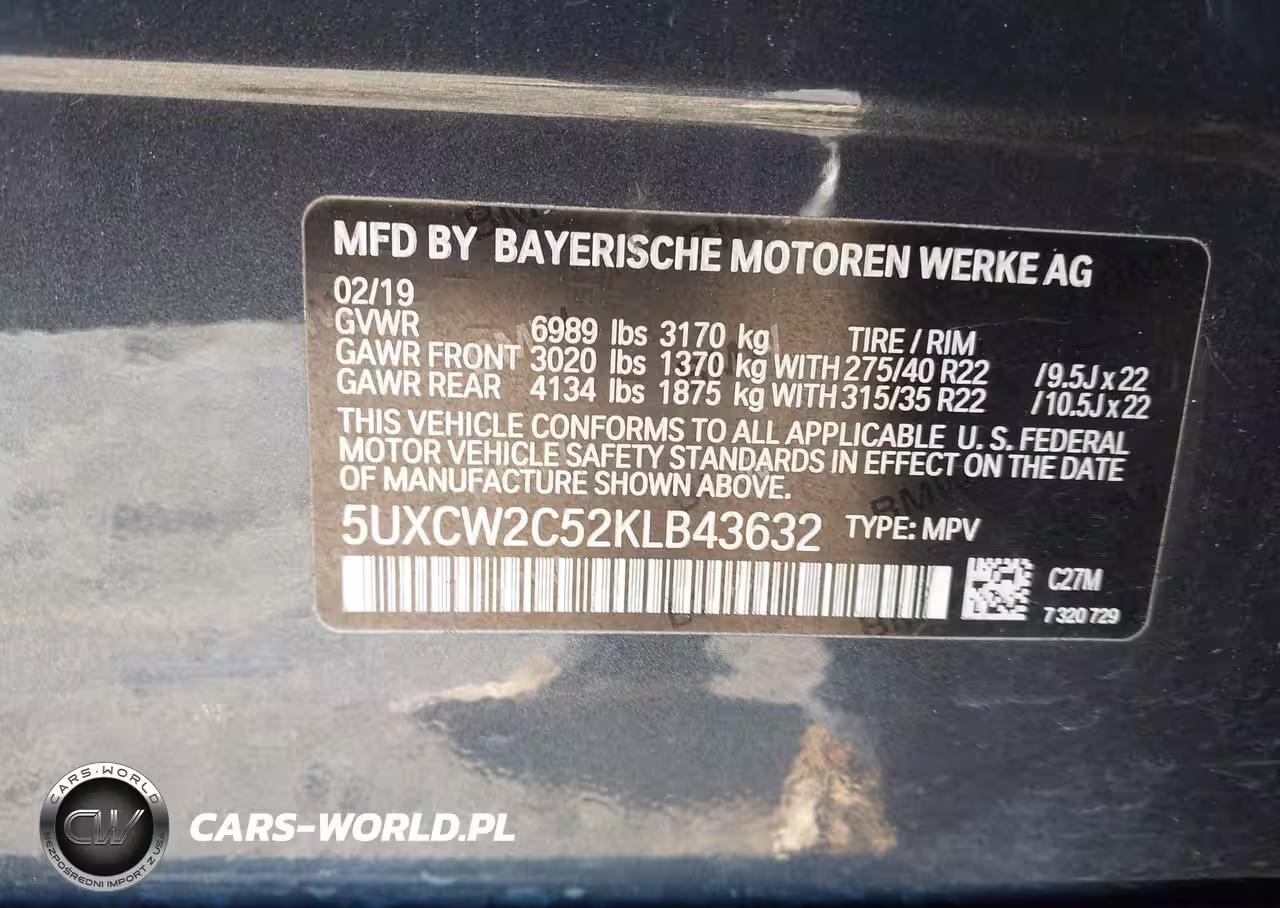 MFD BY BAYERISCHE MOTOREN WERKE AG
02/19
GVWR 6989 lbs 3170 kg TIRE / RIM
GAWR FRONT 3020 lbs 1370 kg WITH 275/40 R22 /9.5J x 22
GAWR REAR 4134 lbs 1875 kg WITH 315/35 R22 /10.5J x 22
THIS VEHICLE CONFORMS TO ALL APPLICABLE U. S. FEDERAL
MOTOR VEHICLE SAFETY STANDARDS IN EFFECT ON THE DATE
OF MANUFACTURE SHOWN ABOVE.
5UXCW2C52KLB43632 TYPE: MPV
C27M
7 320 729
CARS-WORLD
CW
BEZPOŚREDNI IMPORT Z USA
CARS-WORLD.PL